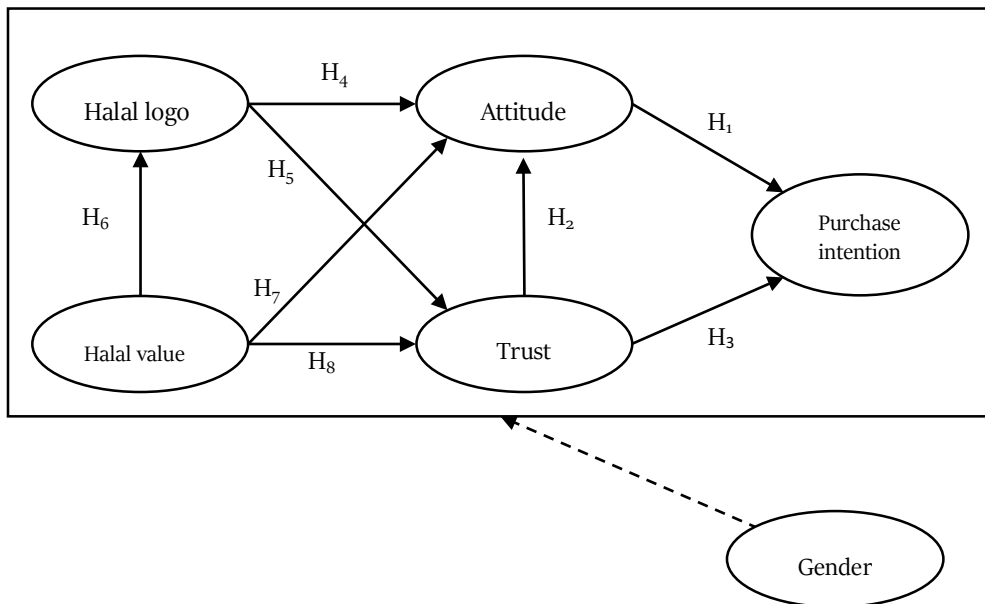 H₄
Halal logo
Attitude
H₁
H₅
H₆
H₂
Purchase
intention
H₇
Halal value
H₈
Trust
H₃
Gender